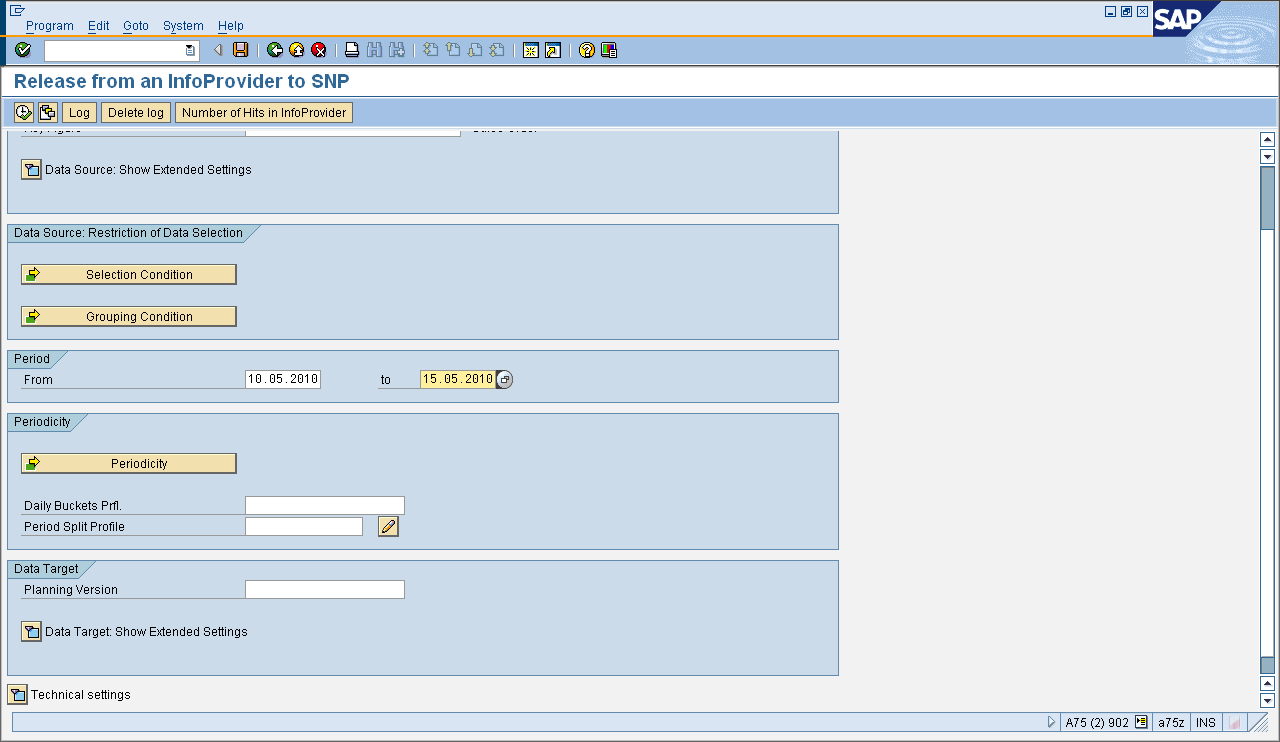 Program Edit Goto System Help
SAP
Release from an InfoProvider to SNP
Log Delete log Number of Hits in InfoProvider
Data Source: Show Extended Settings
Data Source: Restriction of Data Selection
Selection Condition
Grouping Condition
Period
From 10.05.2010 to 15.05.2010
Periodicity
Periodicity
Daily Buckets Prfl.
Period Split Profile
Data Target
Planning Version
Data Target: Show Extended Settings
Technical settings
A75 (2) 902 a75z INS